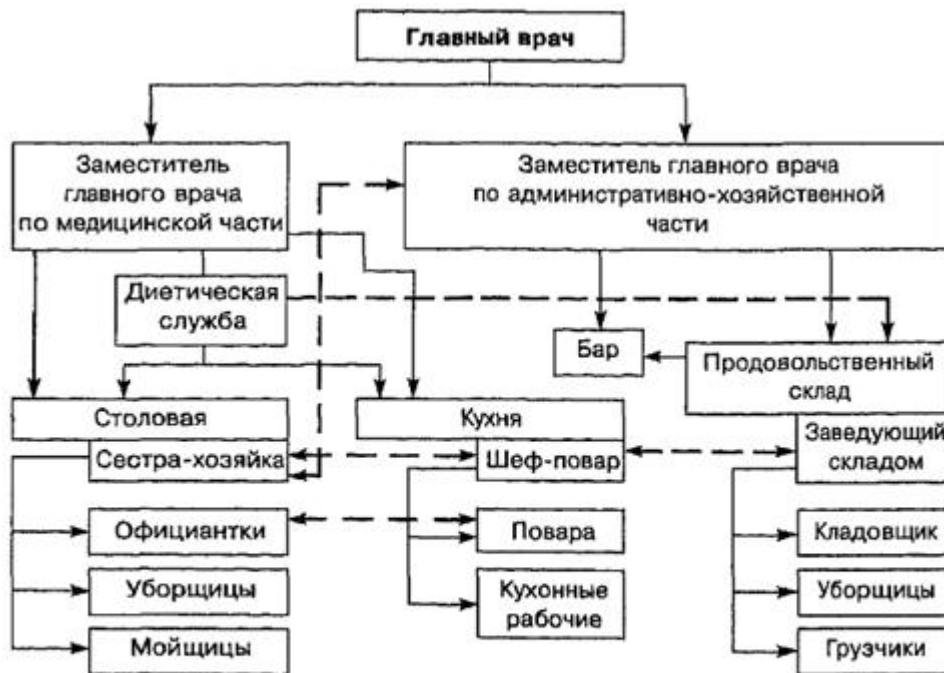 Главный врач
Заместитель
главного врача
по медицинской части
Заместитель главного врача
по административно-хозяйственной
части
Диетическая
служба
Бар
Продовольственный
склад
Столовая
Кухня
Заведующий
складом
Сестра-хозяйка
Шеф-повар
Официантки
Повара
Кладовщик
Уборщицы
Кухонные
рабочие
Уборщицы
Мойщицы
Грузчики